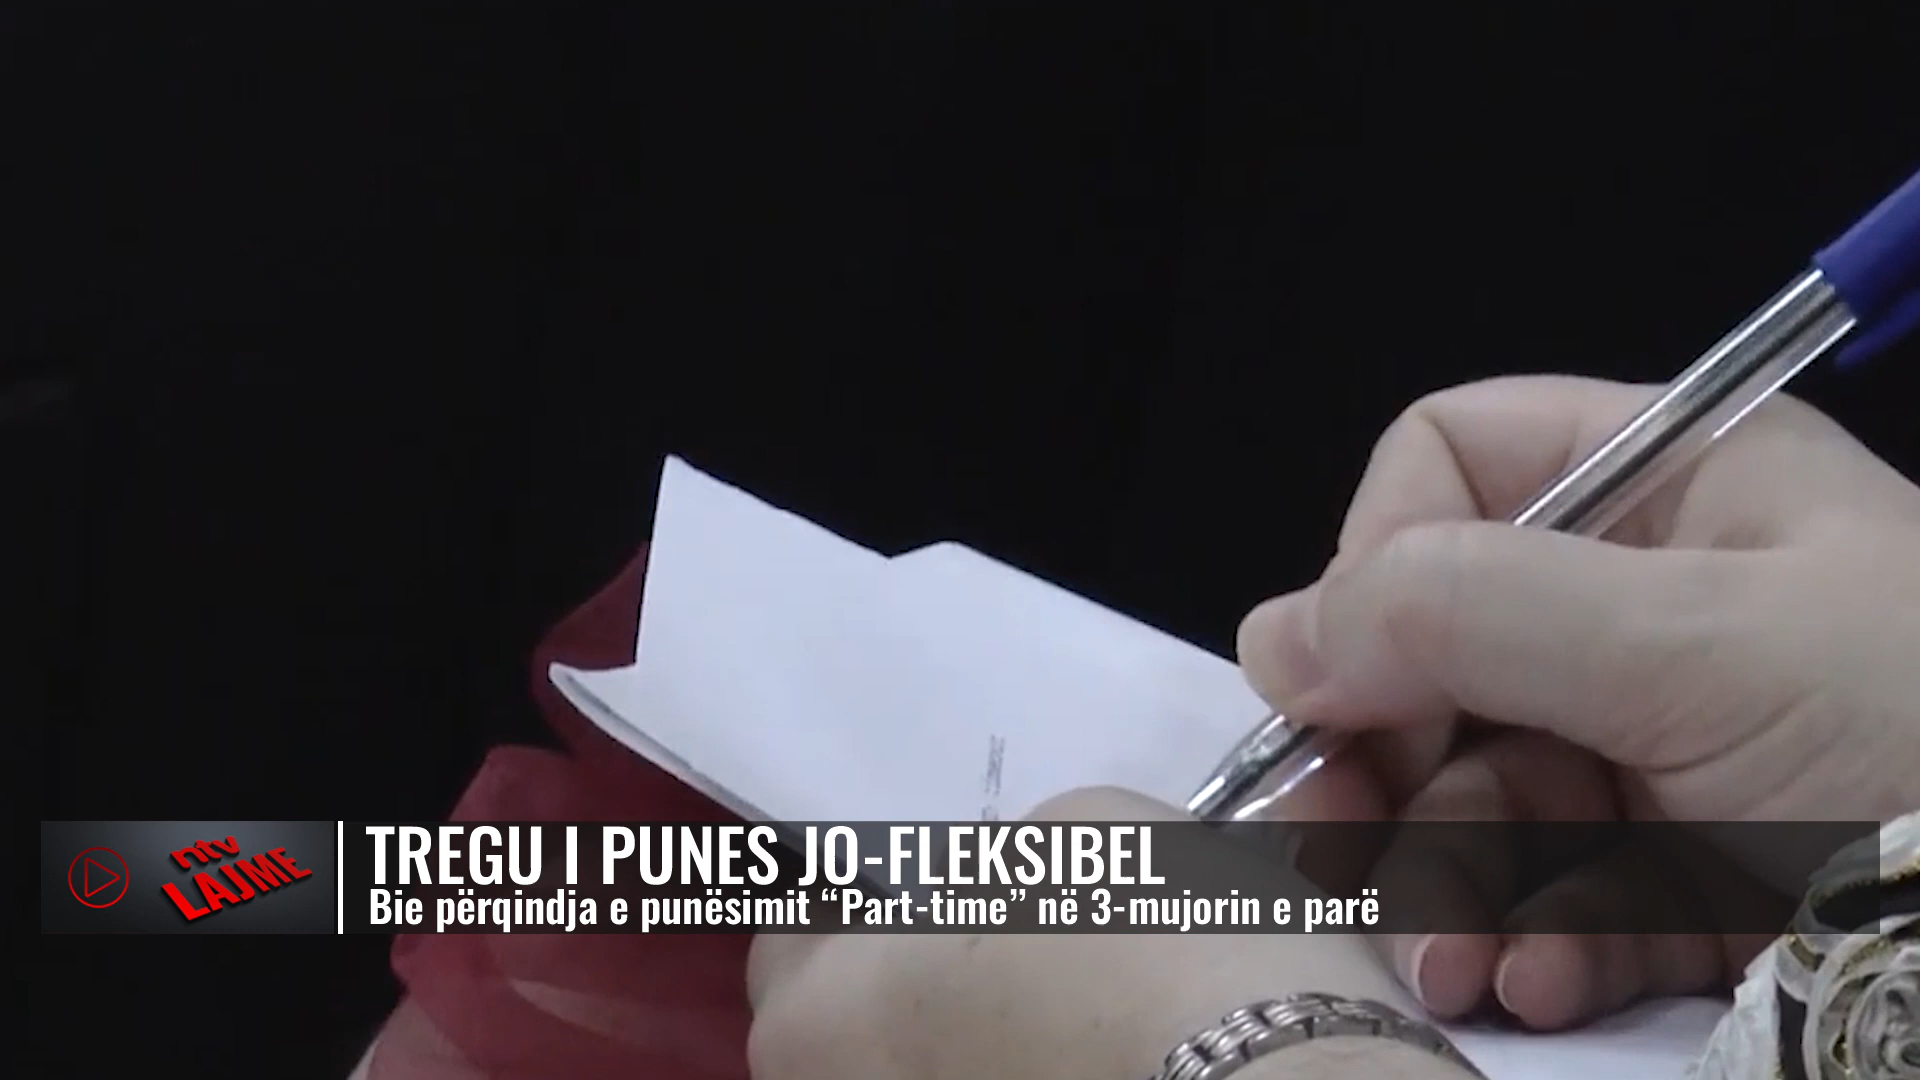 ntv
LAJME
TREGU I PUNES JO-FLEKSIBEL
Bie përqindja e punësimit “Part-time” në 3-mujorin e parë